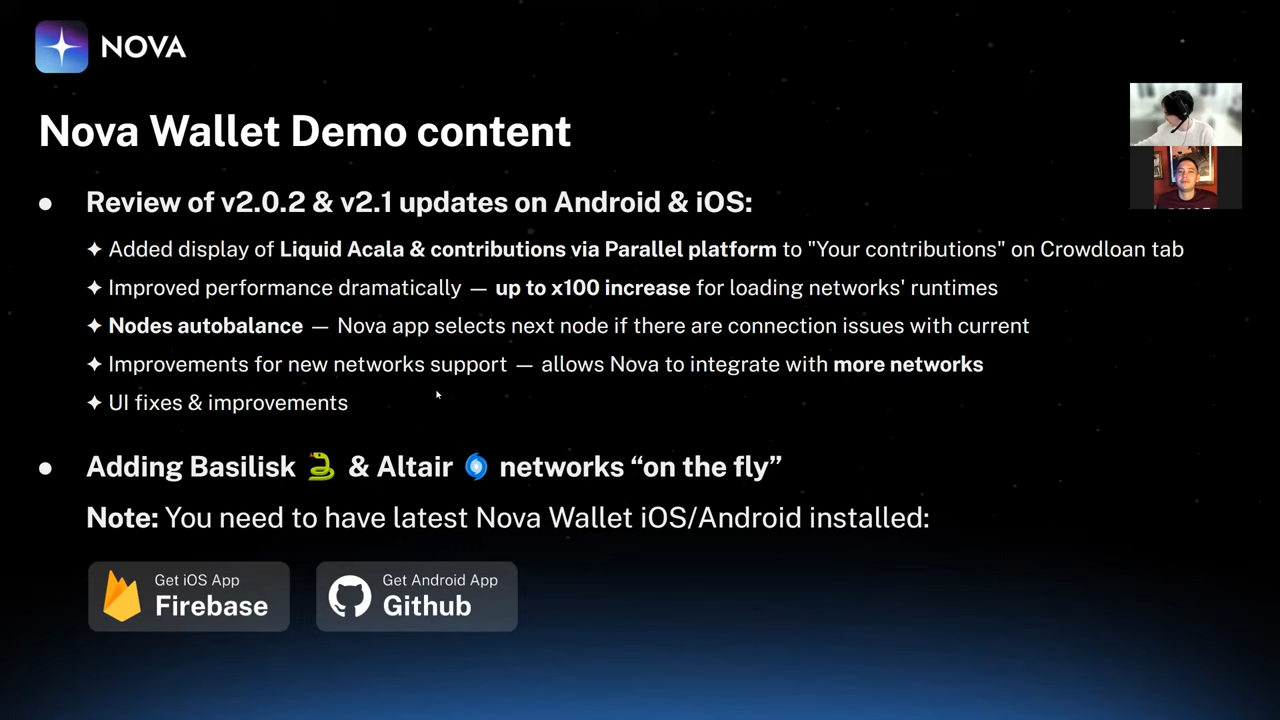 NOVA
Nova Wallet Demo content
● Review of v2.0.2 & v2.1 updates on Android & iOS:
✦ Added display of Liquid Acala & contributions via Parallel platform to "Your contributions" on Crowdloan tab
✦ Improved performance dramatically — up to x100 increase for loading networks' runtimes
✦ Nodes autobalance — Nova app selects next node if there are connection issues with current
✦ Improvements for new networks support — allows Nova to integrate with more networks
✦ UI fixes & improvements
● Adding Basilisk 🐍 & Altair 🌀 networks “on the fly”
Note: You need to have latest Nova Wallet iOS/Android installed:
Get iOS App
Firebase
Get Android App
Github